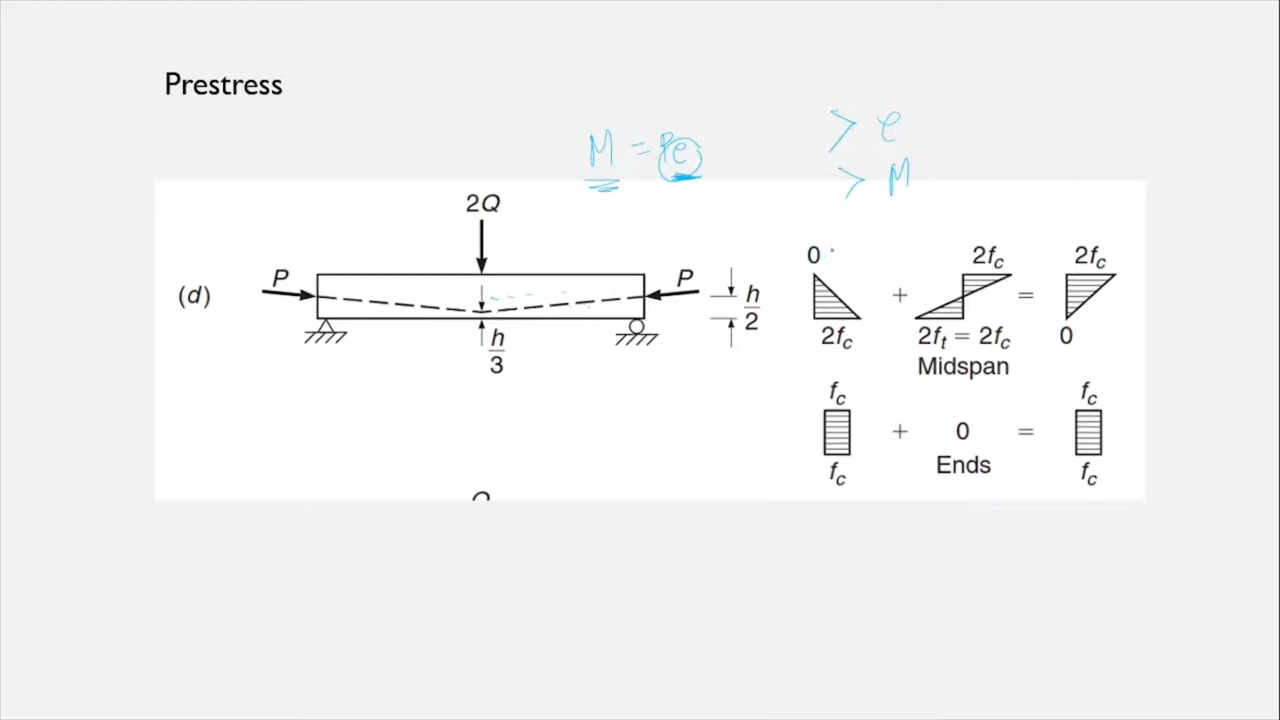 Prestress
M = Pe
> e
> M
2Q
P
P
(d)
h/2
h/3
0
2fc
+
2fc
2ft = 2fc
=
2fc
0
Midspan
fc
fc
+
0
=
fc
fc
Ends